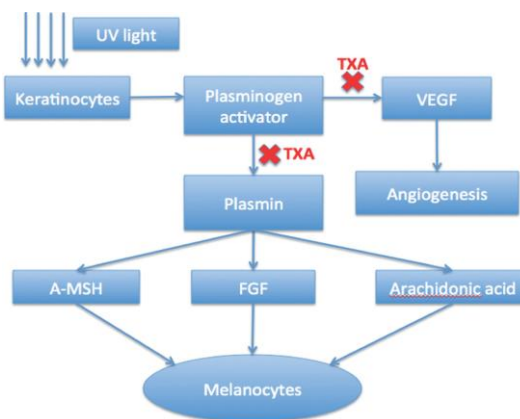 UV light
TXA
Keratinocytes
Plasminogen
activator
VEGF
TXA
Plasmin
Angiogenesis
A-MSH
FGF
Arachidonic acid
Melanocytes